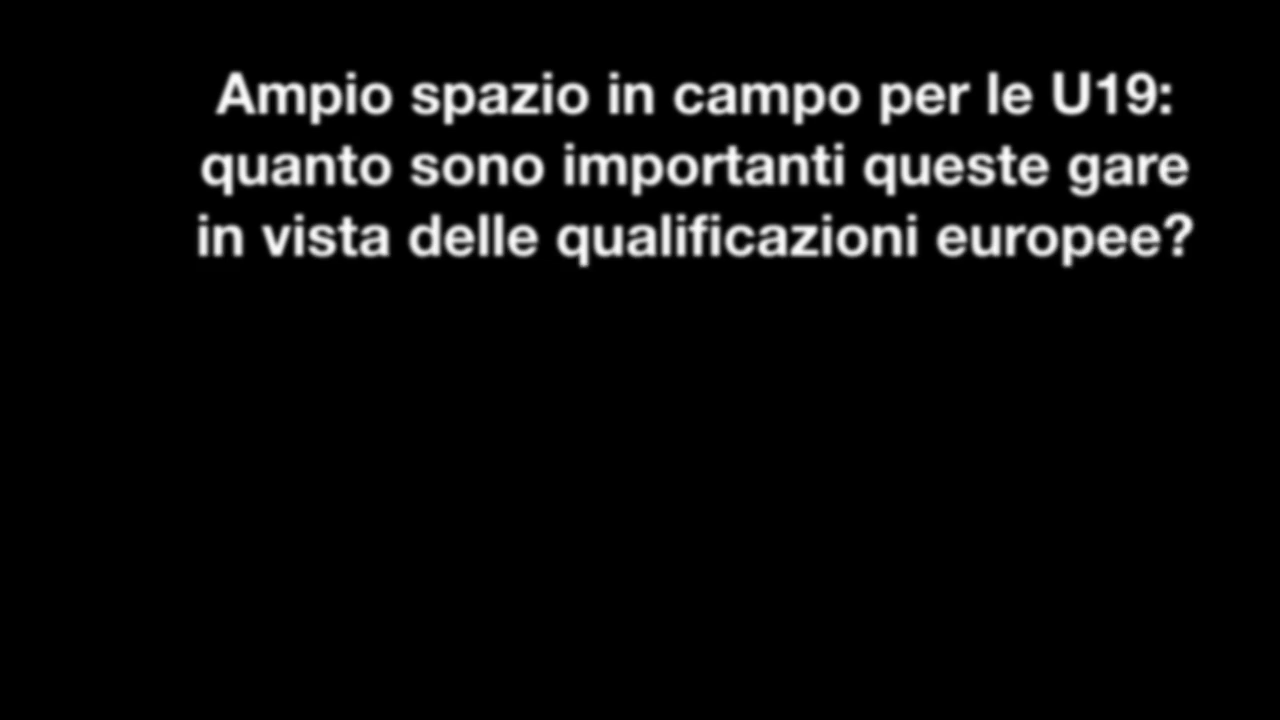 Ampio spazio in campo per le U19:
quanto sono importanti queste gare
in vista delle qualificazioni europee?